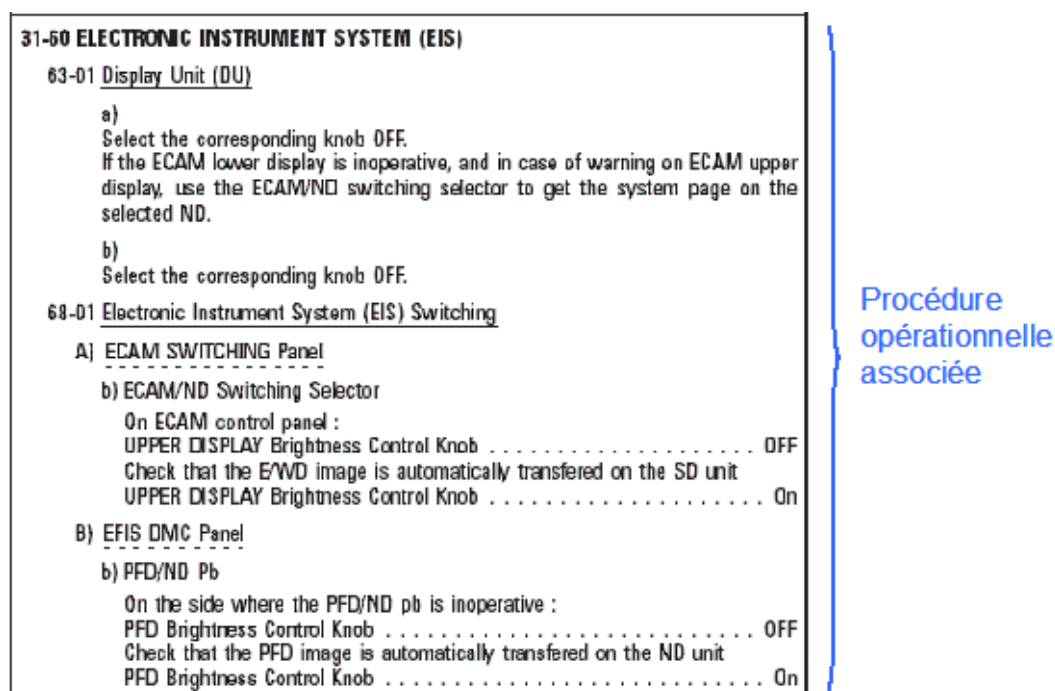 31-60 ELECTRONIC INSTRUMENT SYSTEM (EIS)
63-01 Display Unit (DU)
a)
Select the corresponding knob OFF.
If the ECAM lower display is inoperative, and in case of warning on ECAM upper
display, use the ECAM/ND switching selector to get the system page on the
selected ND.
b)
Select the corresponding knob OFF.
68-01 Electronic Instrument System (EIS) Switching
A) ECAM SWITCHING Panel
b) ECAM/ND Switching Selector
On ECAM control panel :
UPPER DISPLAY Brightness Control Knob . . . . . . . . . . . . . . . . . . . . OFF
Check that the E/WD image is automatically transfered on the SD unit
UPPER DISPLAY Brightness Control Knob . . . . . . . . . . . . . . . . . . . . On
B) EFIS DMC Panel
b) PFD/ND Pb
On the side where the PFD/ND pb is inoperative :
PFD Brightness Control Knob . . . . . . . . . . . . . . . . . . . . . . . . . . . OFF
Check that the PFD image is automatically transfered on the ND unit
PFD Brightness Control Knob . . . . . . . . . . . . . . . . . . . . . . . . . . . . On
Procédure
opérationnelle
associée